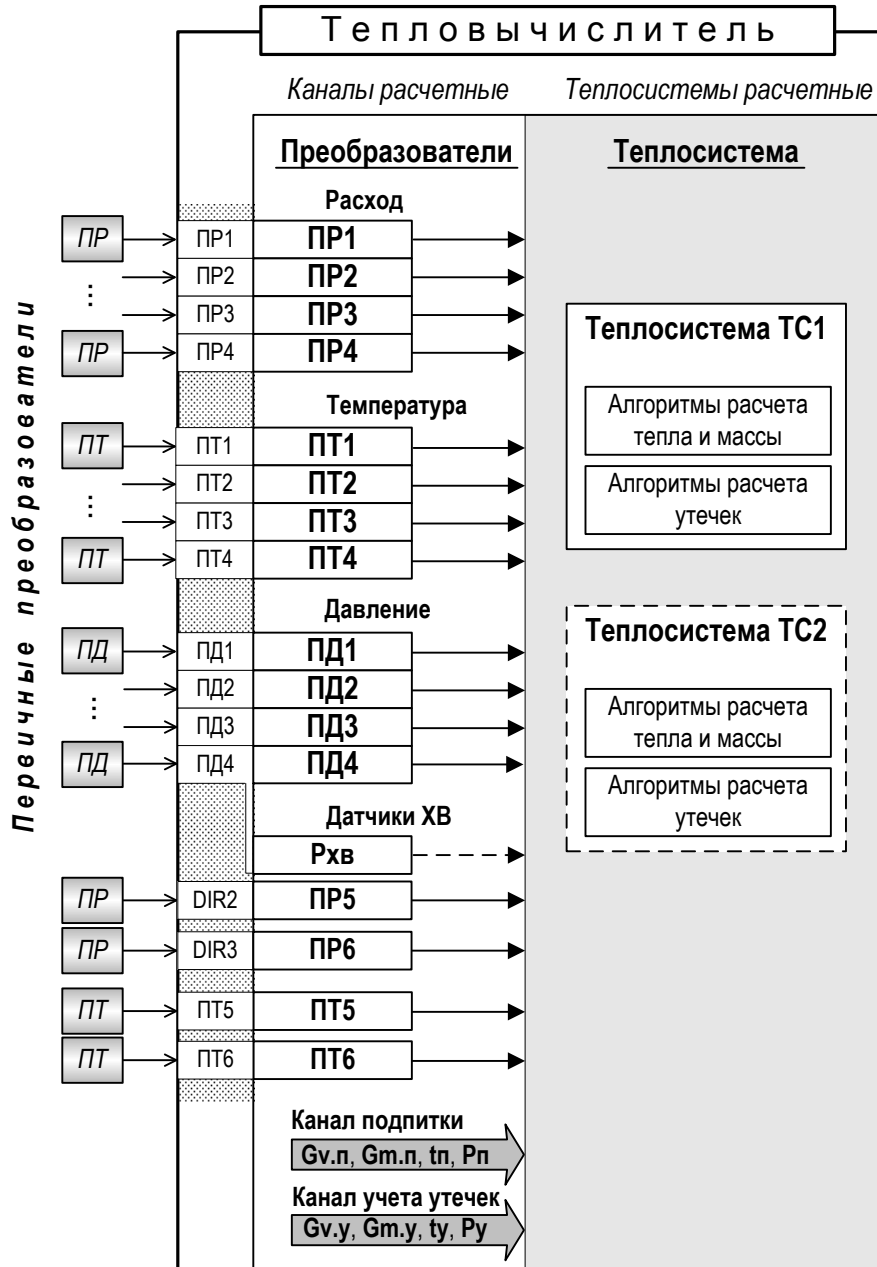 Тепловычислитель
Каналы расчетные Теплосистемы расчетные
Преобразователи Теплосистема
Первичные преобразователи
Расход
ПР ПР1 ПР1
ПР2 ПР2
...
ПР3 ПР3
ПР ПР4 ПР4
Температура
ПТ ПТ1 ПТ1
ПТ2 ПТ2
...
ПТ3 ПТ3
ПТ ПТ4 ПТ4
Давление
ПД ПД1 ПД1
ПД2 ПД2
...
ПД3 ПД3
ПД ПД4 ПД4
Датчики ХВ
Рхв
ПР DIR2 ПР5
ПР DIR3 ПР6
ПТ ПТ5 ПТ5
ПТ ПТ6 ПТ6
Канал подпитки
Gv.п, Gm.п, tп, Рп
Канал учета утечек
Gv.у, Gm.у, tу, Ру
Теплосистема ТС1
Алгоритмы расчета
тепла и массы
Алгоритмы расчета
утечек
Теплосистема ТС2
Алгоритмы расчета
тепла и массы
Алгоритмы расчета
утечек